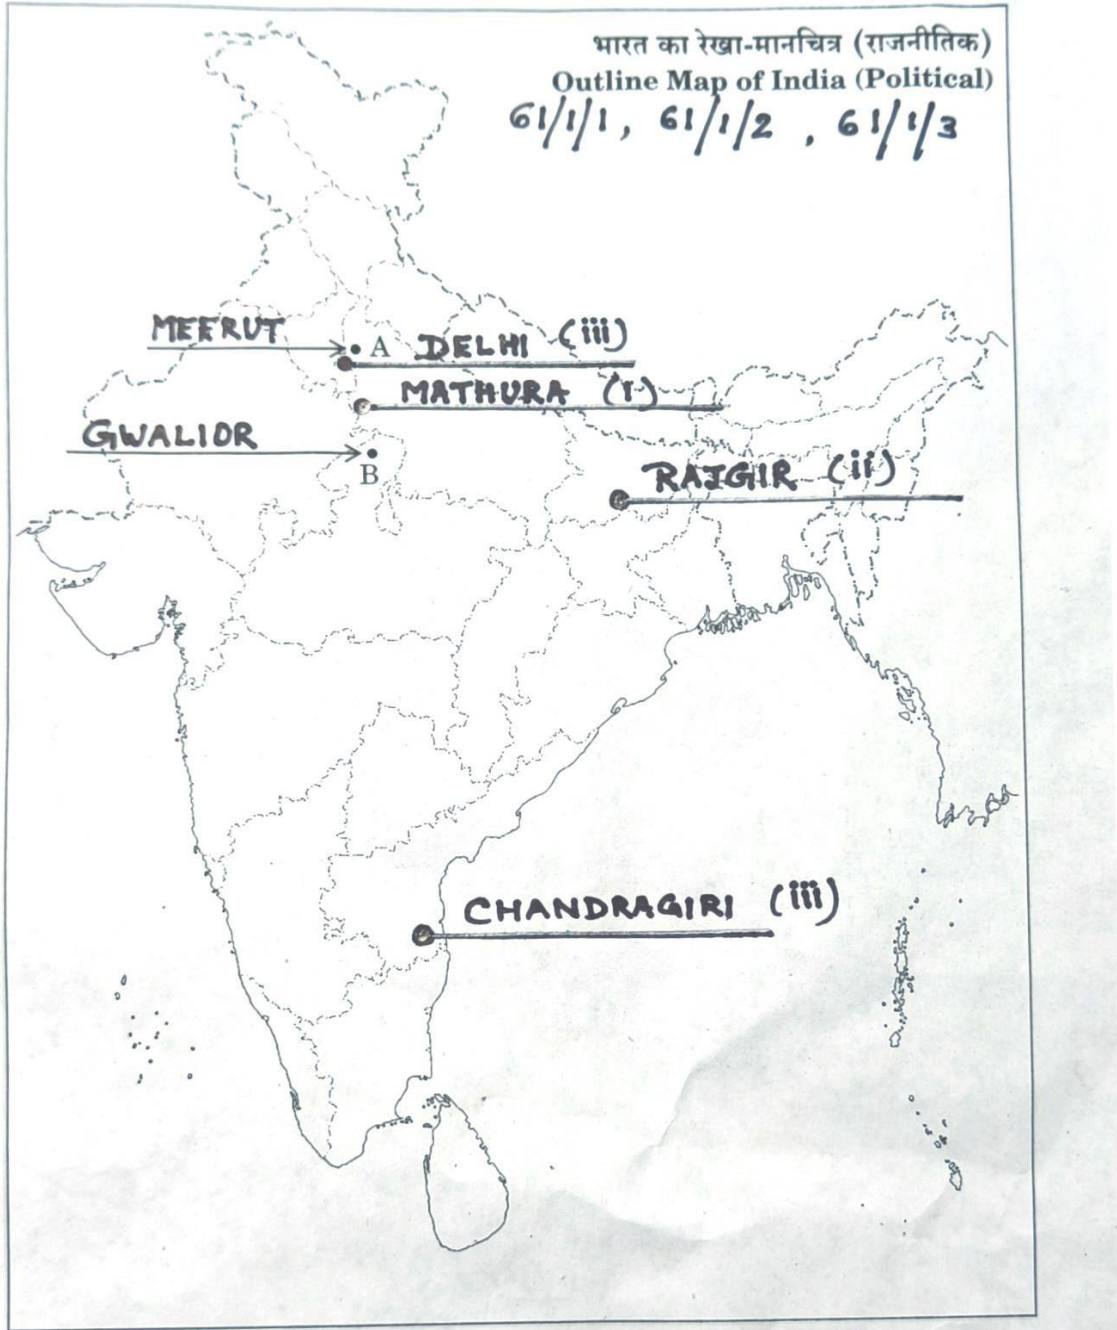 भारत का रेखा-मानचित्र (राजनीतिक)
Outline Map of India (Political)
61/1/1, 61/1/2, 61/1/3
MEERUT
A DELHI (iii)
MATHURA (I)
GWALIOR
B
RAJGIR (ii)
CHANDRAGIRI (iii)